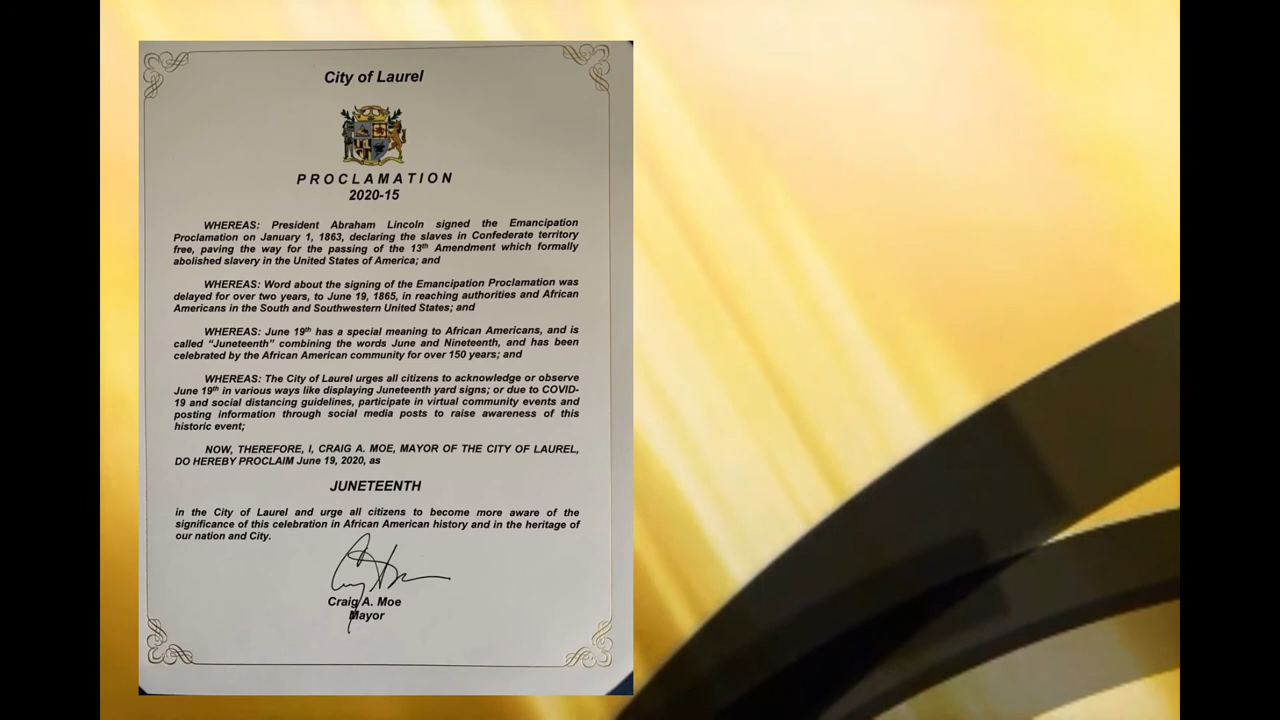 City of Laurel
PROCLAMATION
2020-15
WHEREAS: President Abraham Lincoln signed the Emancipation
Proclamation on January 1, 1863, declaring the slaves in Confederate territory
free, paving the way for the passing of the 13th Amendment which formally
abolished slavery in the United States of America; and
WHEREAS: Word about the signing of the Emancipation Proclamation was
delayed for over two years, to June 19, 1865, in reaching authorities and African
Americans in the South and Southwestern United States; and
WHEREAS: June 19th has a special meaning to African Americans, and is
called "Juneteenth" combining the words June and Nineteenth, and has been
celebrated by the African American community for over 150 years; and
WHEREAS: The City of Laurel urges all citizens to acknowledge or observe
June 19th in various ways like displaying Juneteenth yard signs; or due to COVID-
19 and social distancing guidelines, participate in virtual community events and
posting information through social media posts to raise awareness of this
historic event;
NOW, THEREFORE, I, CRAIG A. MOE, MAYOR OF THE CITY OF LAUREL,
DO HEREBY PROCLAIM June 19, 2020, as
JUNETEENTH
in the City of Laurel and urge all citizens to become more aware of the
significance of this celebration in African American history and in the heritage of
our nation and City.
Craig A. Moe
Mayor